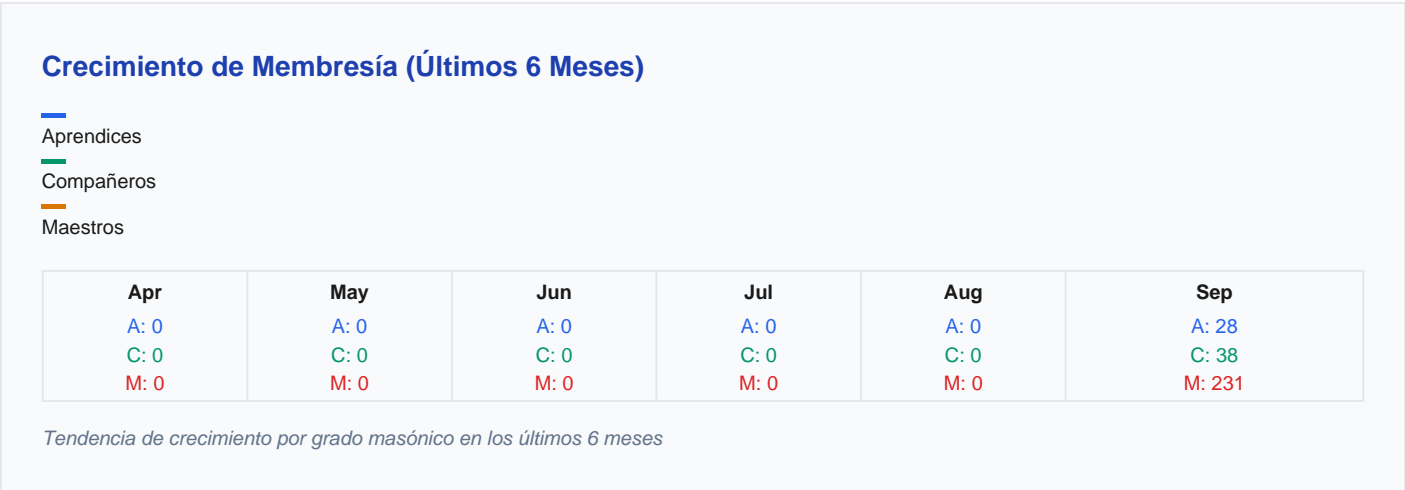 Crecimiento de Membresía (Últimos 6 Meses)
Aprendices
Compañeros
Maestros
Apr May Jun Jul Aug Sep
A: 0 A: 0 A: 0 A: 0 A: 0 A: 28
C: 0 C: 0 C: 0 C: 0 C: 0 C: 38
M: 0 M: 0 M: 0 M: 0 M: 0 M: 231
Tendencia de crecimiento por grado masónico en los últimos 6 meses